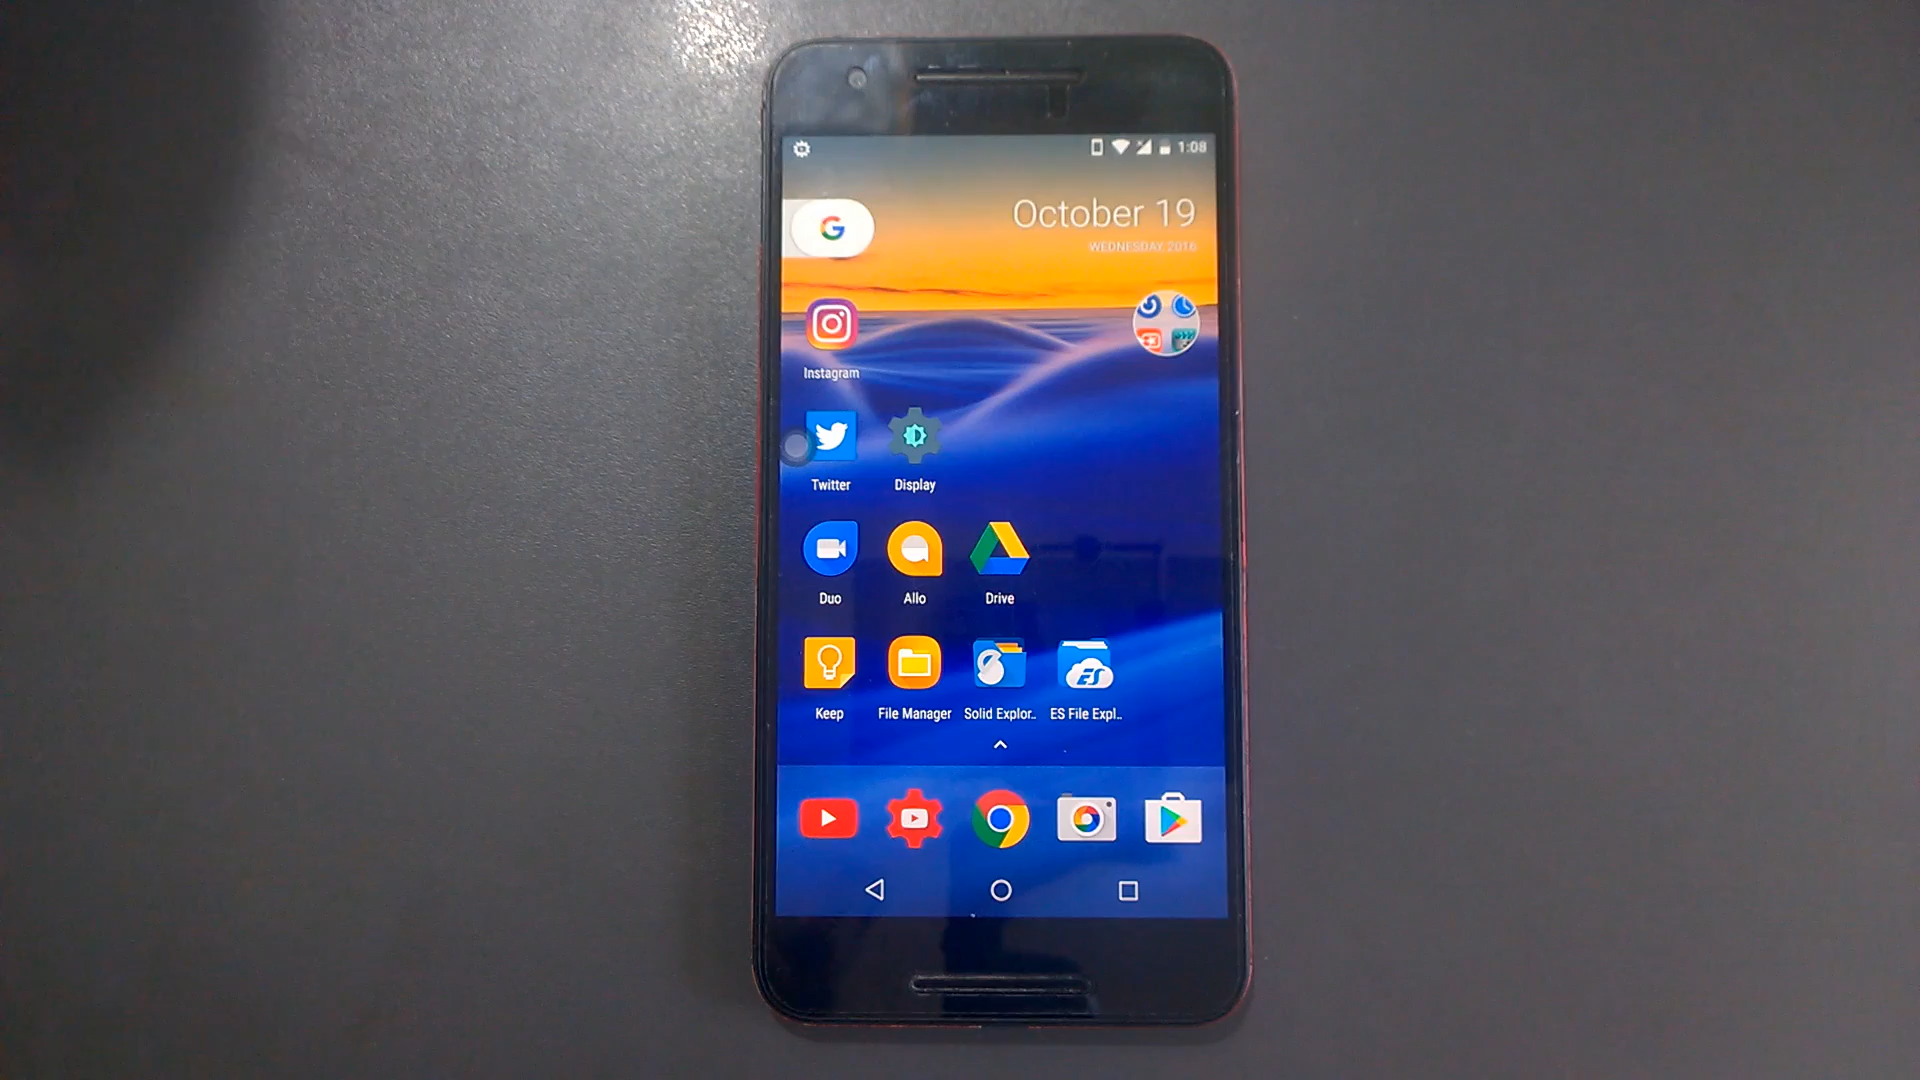 1:08
G
October 19
WEDNESDAY 2016
Instagram
Twitter Display
Duo Allo Drive
ES
Keep File Manager Solid Explor.. ES File Expl..